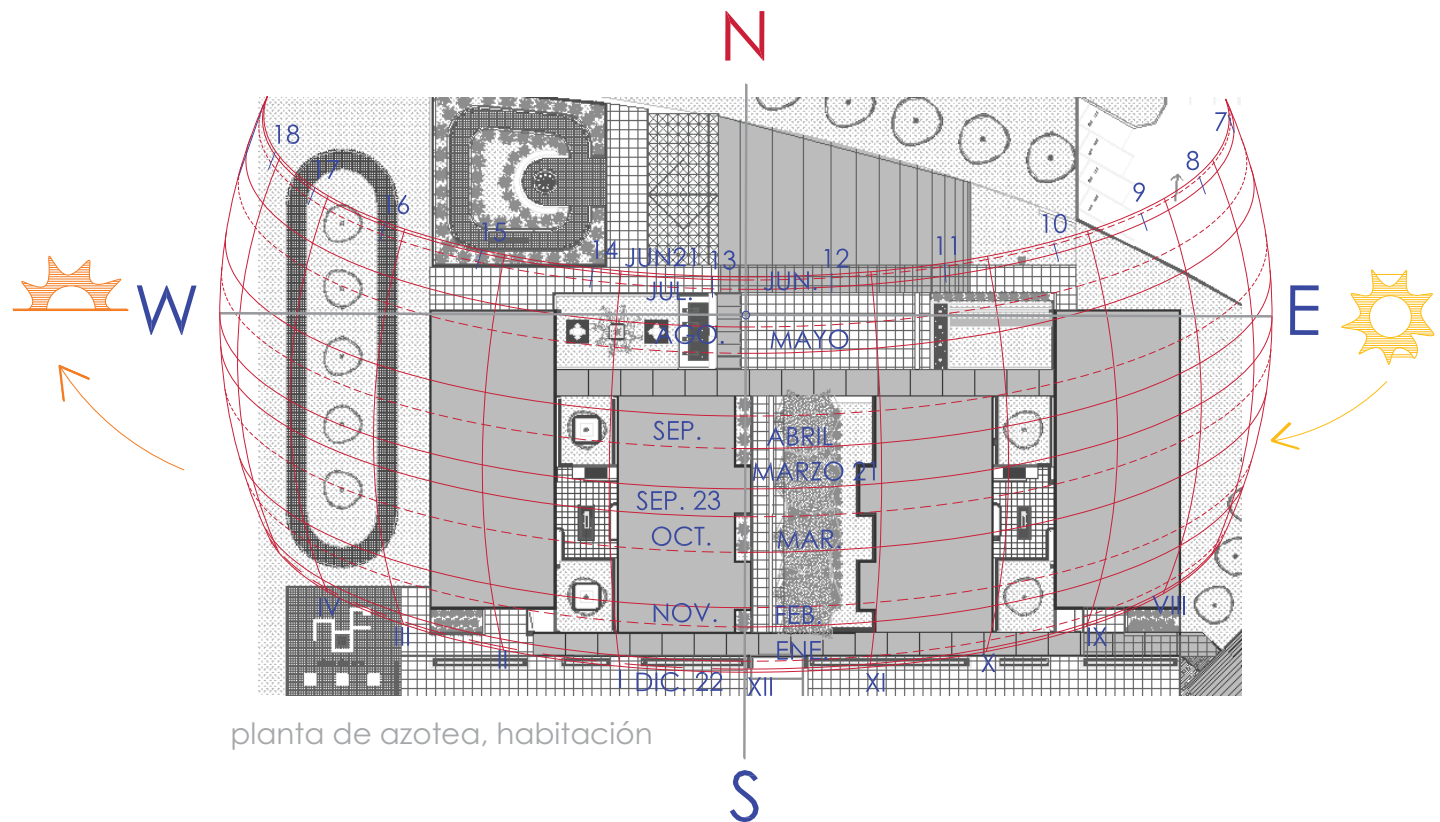 N
18
7
17
8
16
9
15
10
14
JUN21
13
12
11
JUL.
JUN.
W
E
AGO.
MAYO
SEP.
ABRIL
MARZO 21
SEP. 23
OCT.
MAR.
IV
NOV.
FEB.
VIII
III
ENE.
IX
II
X
I
DIC. 22
XII
XI
planta de azotea, habitación
S